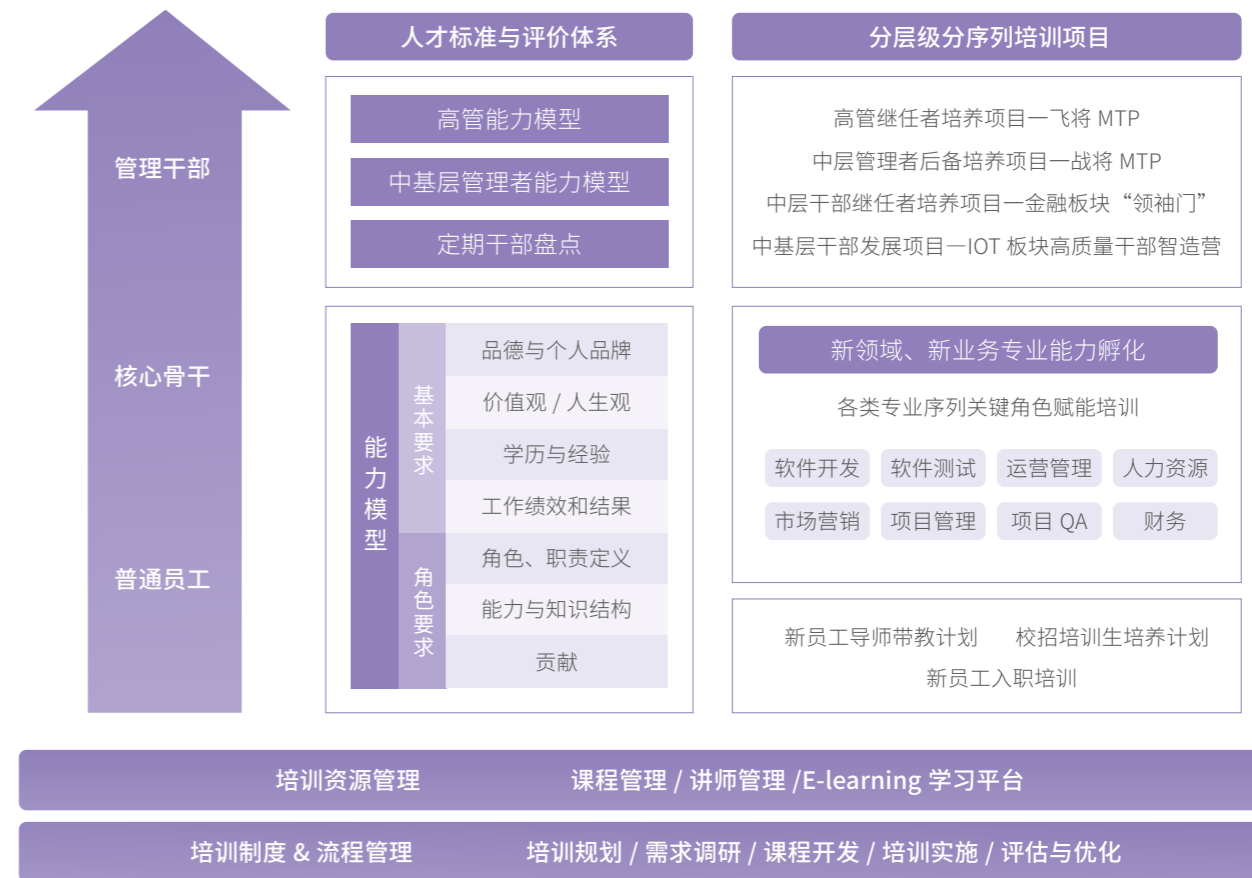 人才标准与评价体系
分层级分序列培训项目
管理干部
核心骨干
普通员工
高管能力模型
中基层管理者能力模型
定期干部盘点
高管继任者培养项目一飞将 MTP
中层管理者后备培养项目一战将 MTP
中层干部继任者培养项目一金融板块“领袖门”
中基层干部发展项目—IOT 板块高质量干部智造营
能力模型
基本要求
品德与个人品牌
价值观 / 人生观
学历与经验
工作绩效和结果
角色要求
角色、职责定义
能力与知识结构
贡献
新领域、新业务专业能力孵化
各类专业序列关键角色赋能培训
软件开发 软件测试 运营管理 人力资源
市场营销 项目管理 项目 QA 财务
新员工导师带教计划 校招培训生培养计划
新员工入职培训
培训资源管理 课程管理 / 讲师管理 /E-learning 学习平台
培训制度 & 流程管理 培训规划 / 需求调研 / 课程开发 / 培训实施 / 评估与优化